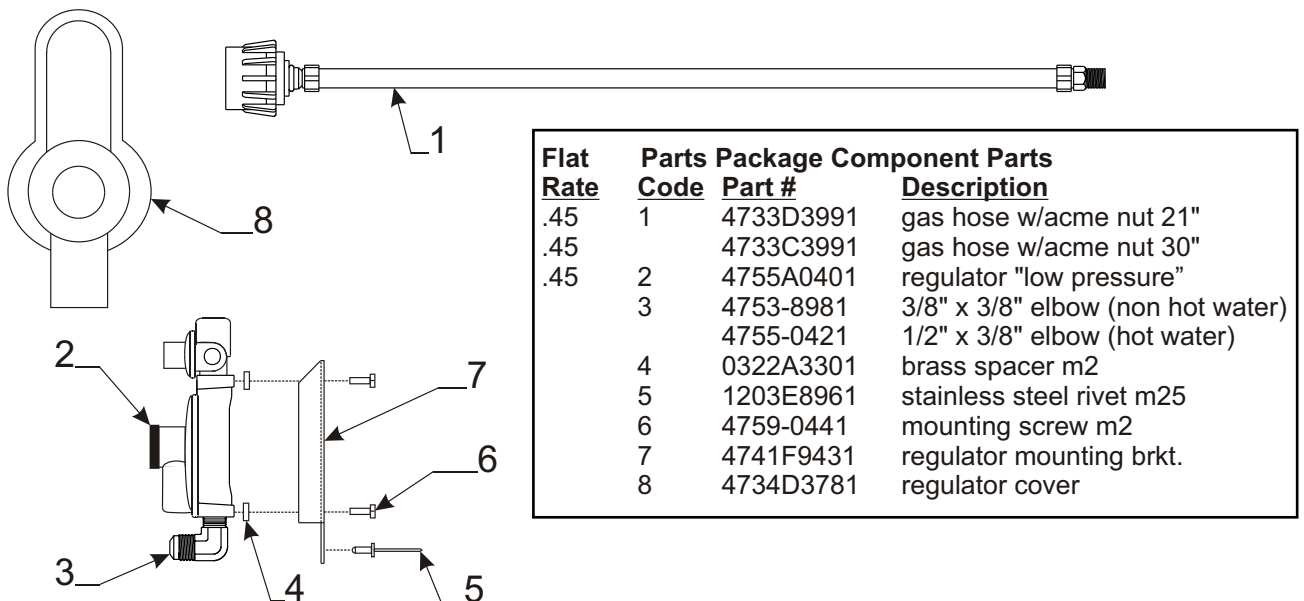 1
8
2
7
6
3
4
5
Flat Parts Package Component Parts
Rate Code Part # Description
.45 1 4733D3991 gas hose w/acme nut 21"
.45 4733C3991 gas hose w/acme nut 30"
.45 2 4755A0401 regulator "low pressure”
3 4753-8981 3/8" x 3/8" elbow (non hot water)
4755-0421 1/2" x 3/8" elbow (hot water)
4 0322A3301 brass spacer m2
5 1203E8961 stainless steel rivet m25
6 4759-0441 mounting screw m2
7 4741F9431 regulator mounting brkt.
8 4734D3781 regulator cover